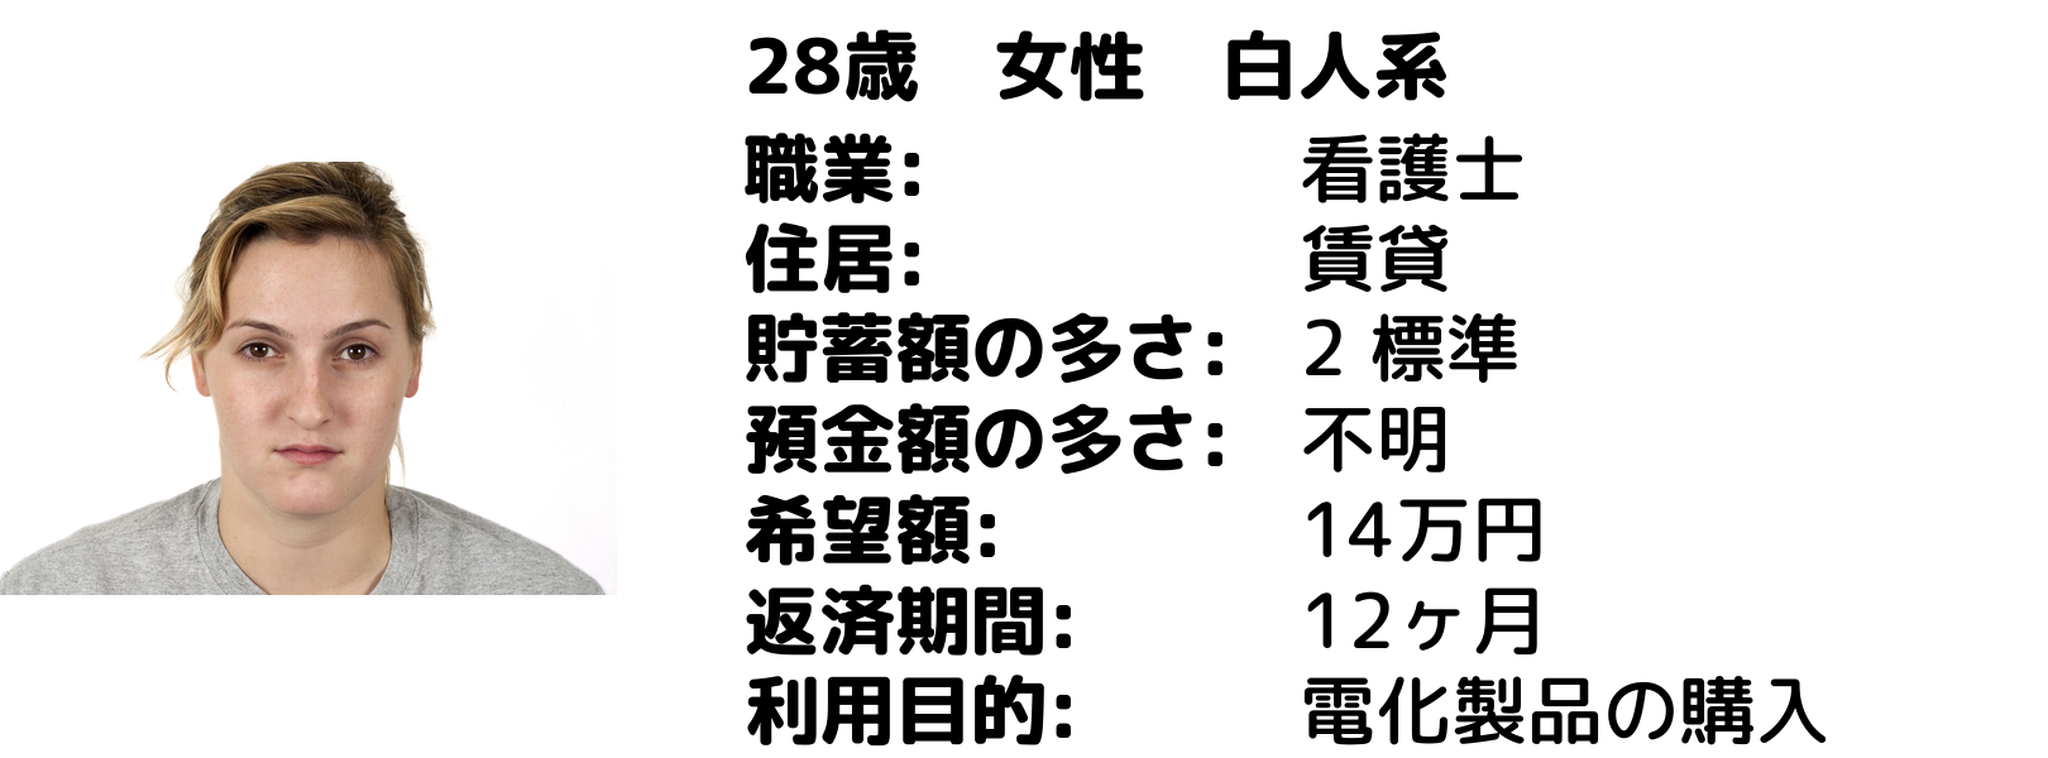 28歳　女性　白人系
職業: 看護士
住居: 賃貸
貯蓄額の多さ: 2 標準
預金額の多さ: 不明
希望額: 14万円
返済期間: 12ヶ月
利用目的: 電化製品の購入